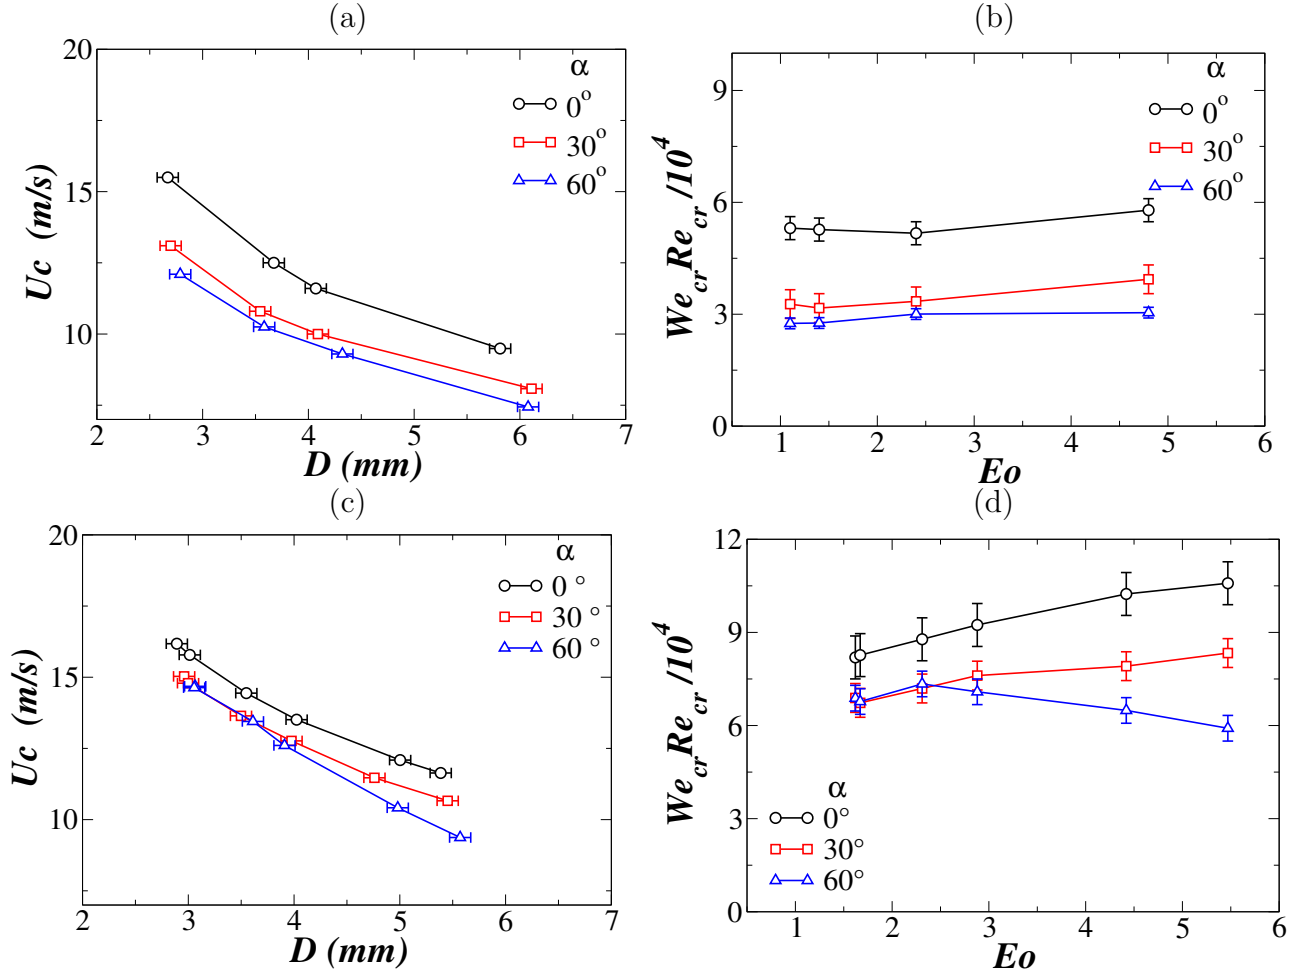 (a)
20
15
10
2 3 4 5 6 7
Uc (m/s)
D (mm)
α
0°
30°
60°
(b)
9
6
3
0
1 2 3 4 5 6
We_cr Re_cr /10^4
Eo
α
0°
30°
60°
(c)
20
15
10
2 3 4 5 6 7
Uc (m/s)
D (mm)
α
0 °
30 °
60 °
(d)
12
9
6
3
0
1 2 3 4 5 6
We_cr Re_cr /10^4
Eo
α
0°
30°
60°